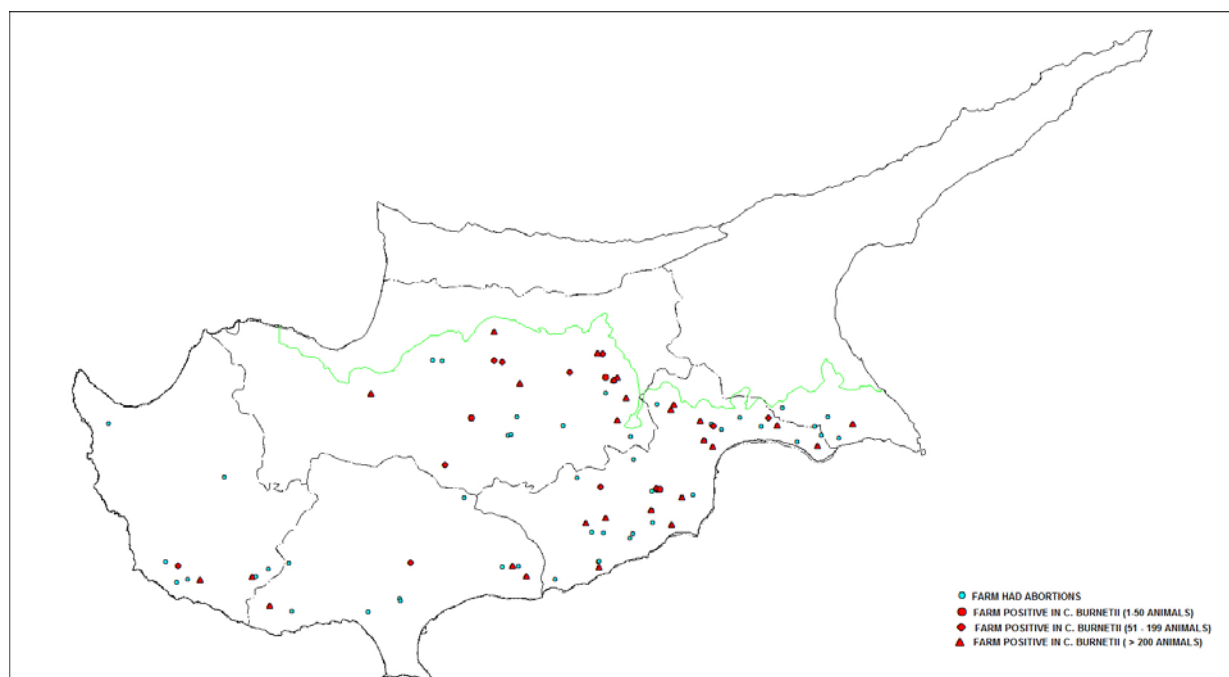 FARM HAD ABORTIONS
FARM POSITIVE IN C. BURNETII (1-50 ANIMALS)
FARM POSITIVE IN C. BURNETII (51 - 199 ANIMALS)
FARM POSITIVE IN C. BURNETII ( > 200 ANIMALS)